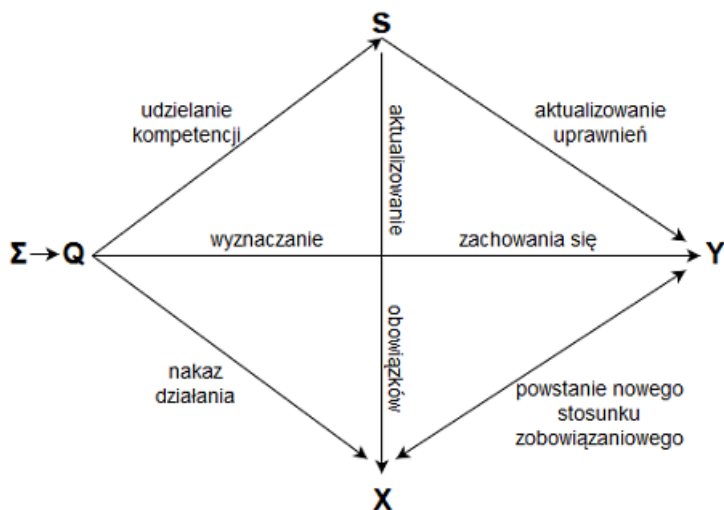 S
udzielanie
kompetencji
aktualizowanie
aktualizowanie
uprawnień
Σ Q
wyznaczanie
zachowania się
Y
obowiązków
nakaz
działania
powstanie nowego
stosunku
zobowiązaniowego
X